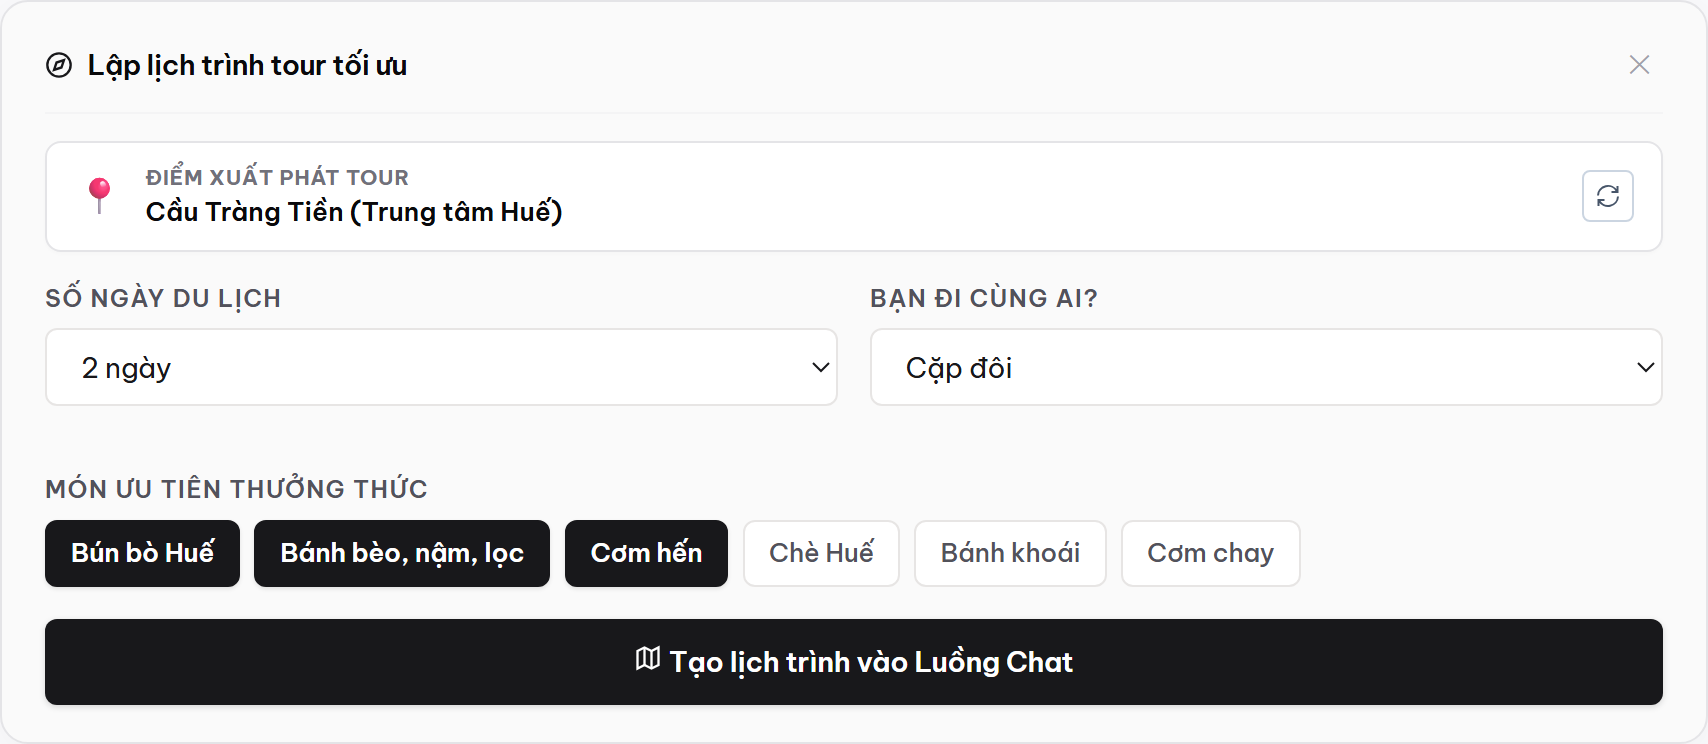 Lập lịch trình tour tối ưu
ĐIỂM XUẤT PHÁT TOUR
Cầu Tràng Tiền (Trung tâm Huế)
SỐ NGÀY DU LỊCH
2 ngày
BẠN ĐI CÙNG AI?
Cặp đôi
MÓN ƯU TIÊN THƯỞNG THỨC
Bún bò Huế
Bánh bèo, nậm, lọc
Cơm hến
Chè Huế
Bánh khoái
Cơm chay
Tạo lịch trình vào Luồng Chat